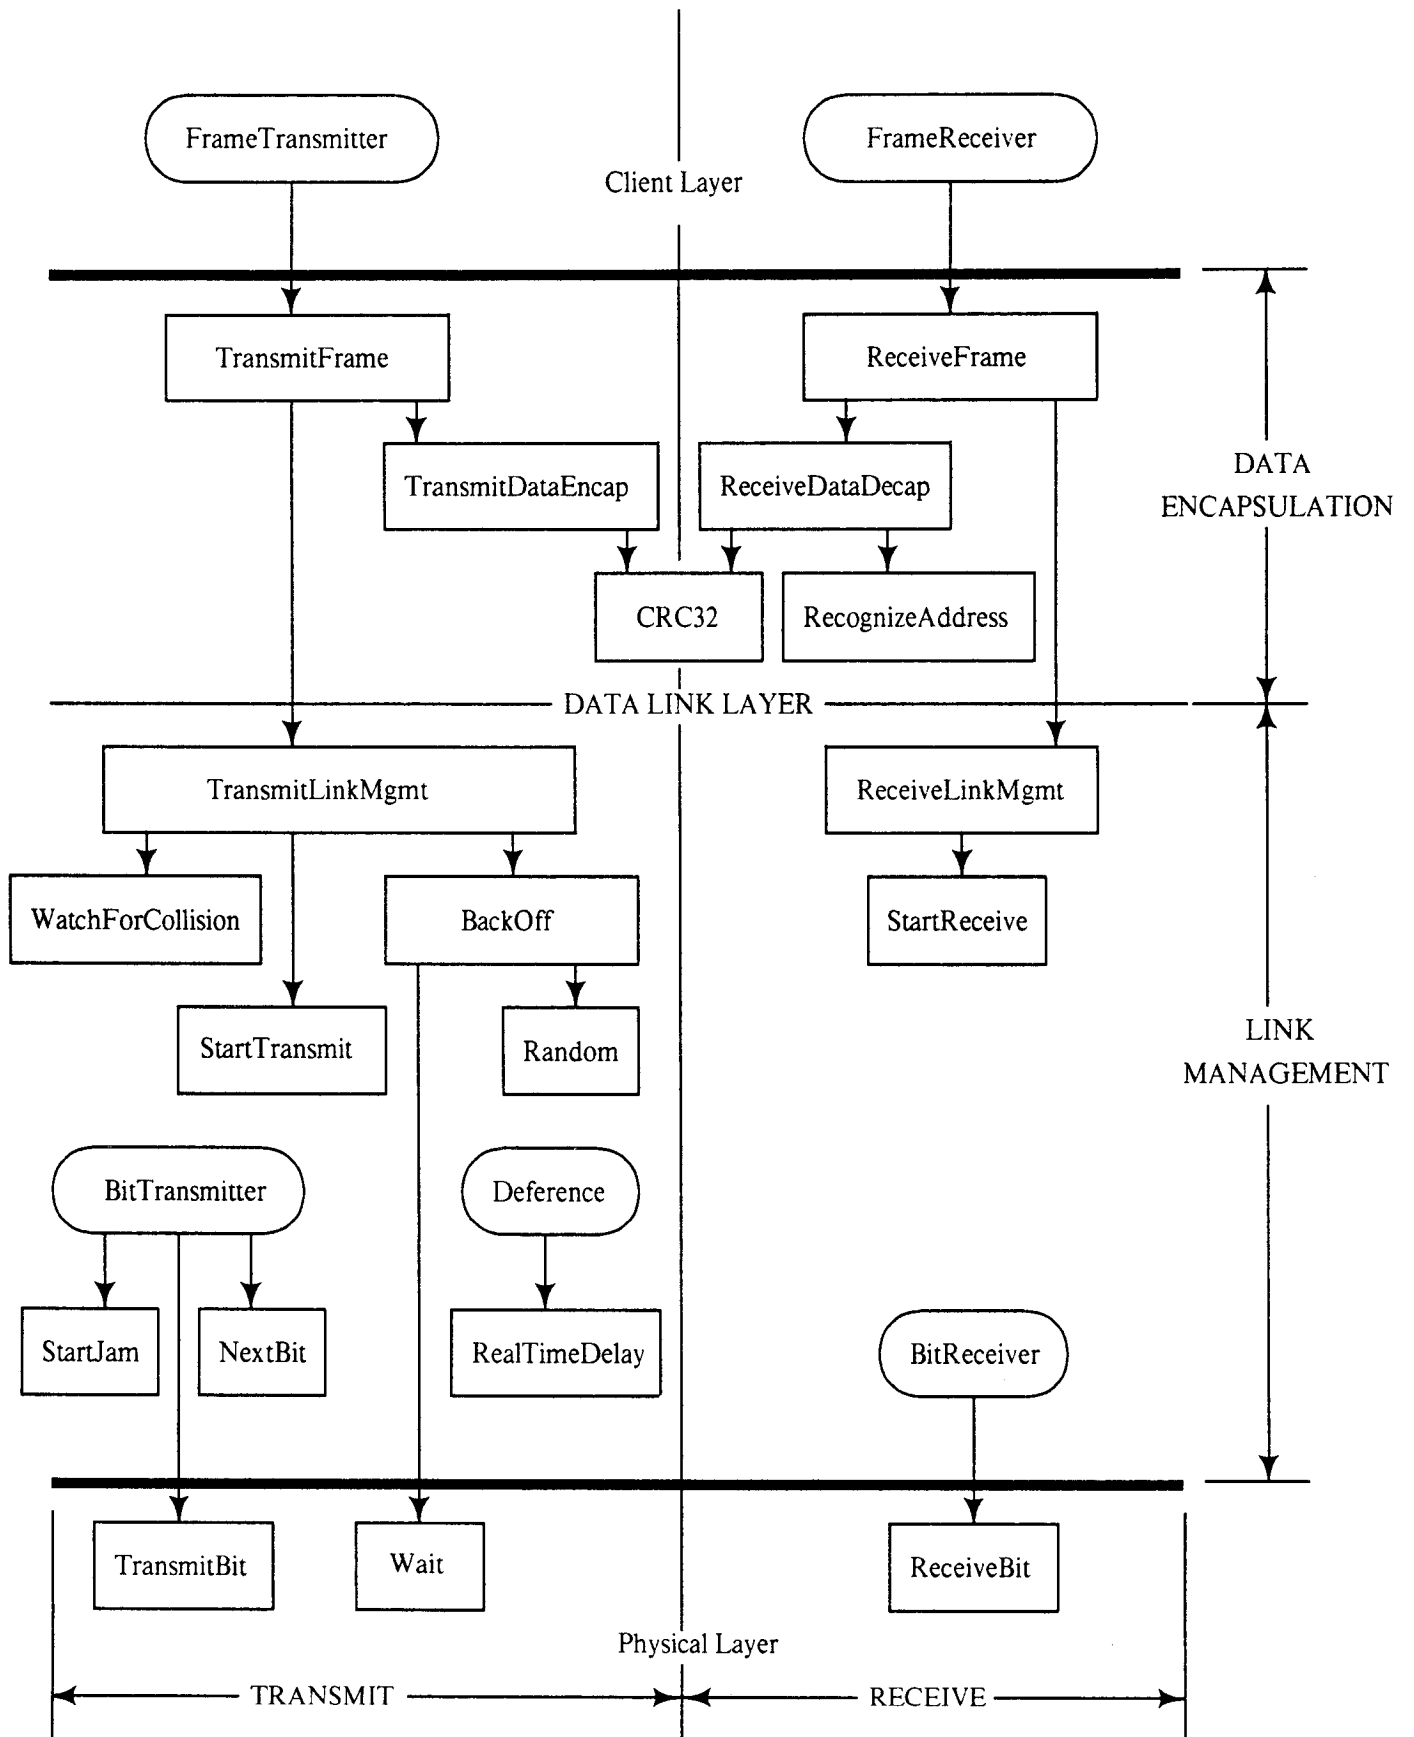 FrameTransmitter
FrameReceiver
Client Layer
TransmitFrame
ReceiveFrame
TransmitDataEncap
ReceiveDataDecap
DATA
ENCAPSULATION
CRC32
RecognizeAddress
DATA LINK LAYER
TransmitLinkMgmt
ReceiveLinkMgmt
WatchForCollision
BackOff
StartReceive
StartTransmit
Random
LINK
MANAGEMENT
BitTransmitter
Deference
StartJam
NextBit
RealTimeDelay
BitReceiver
TransmitBit
Wait
ReceiveBit
Physical Layer
TRANSMIT
RECEIVE